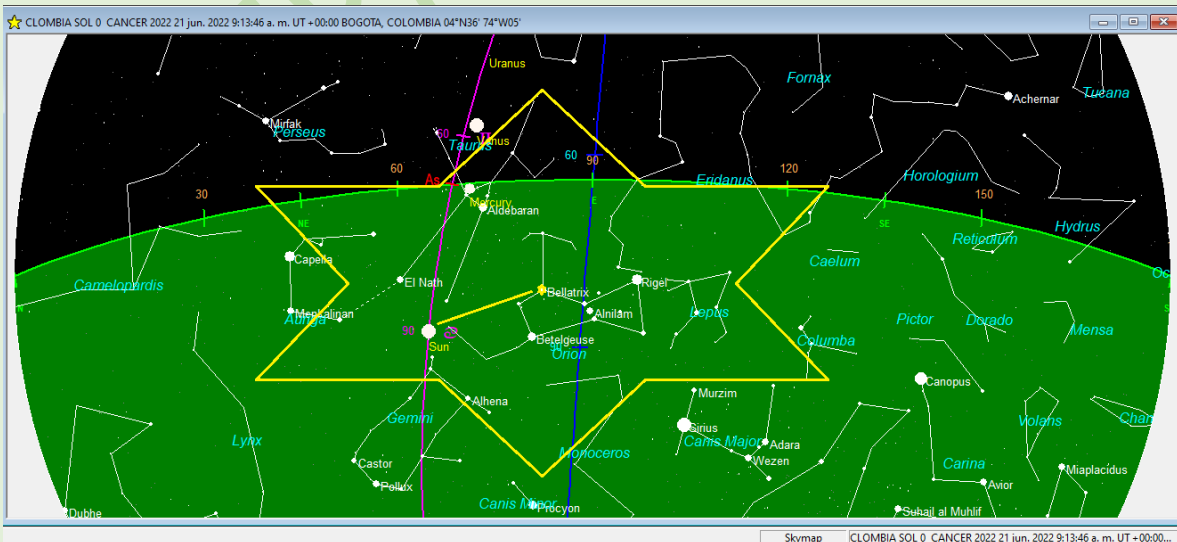 CLOMBIA SOL 0 CANCER 2022 21 jun. 2022 9:13:46 a. m. UT +00:00 BOGOTA, COLOMBIA 04°N36' 74°W05'
Uranus
Fornax
Tucana
Achernar
Mirfak
Perseus
60
Venus
Taurus
60
90
60
As
120
Eridanus
Horologium
30
150
Mercury
Aldebaran
NE
E
SE
Hydrus
Reticulum
Capella
Caelum
Oc
Camelopardis
El Nath
Bellatrix
Rigel
N
S
Menkalinan
Auriga
Alnilam
Lepus
Pictor
Dorado
Mensa
90
Sun
Betelgeuse
90
Orion
Columba
Canopus
Murzim
Alhena
Gemini
Volans
Chan
Sirius
Lynx
Canis Major
Adara
Monoceros
Wezen
Castor
Carina
Miaplacidus
Pollux
Avior
Canis Minor
Procyon
Dubhe
Suhail al Muhlif
Skymap
CLOMBIA SOL 0 CANCER 2022 21 jun. 2022 9:13:46 a. m. UT +00:00...